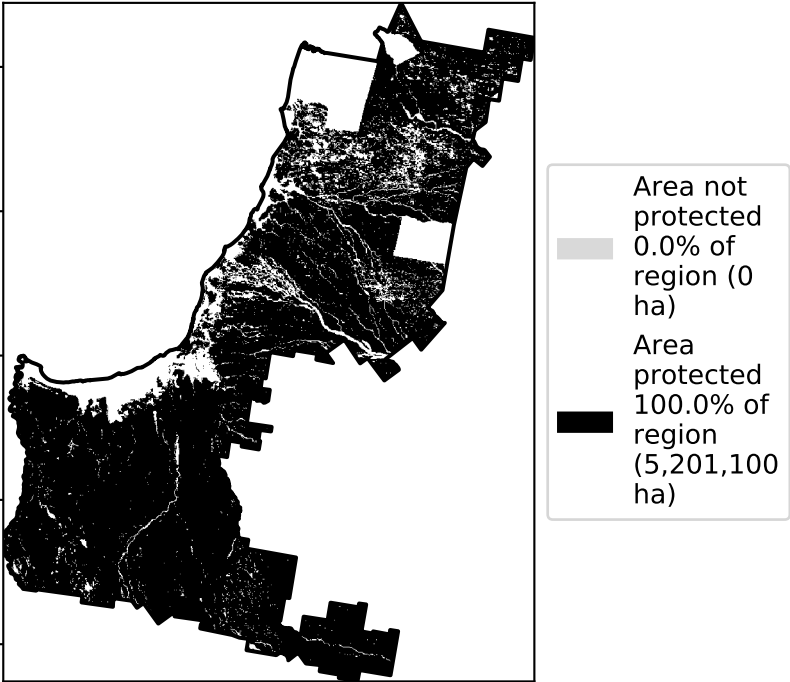 Area not
protected
0.0% of
region (0
ha)
Area
protected
100.0% of
region
(5,201,100
ha)